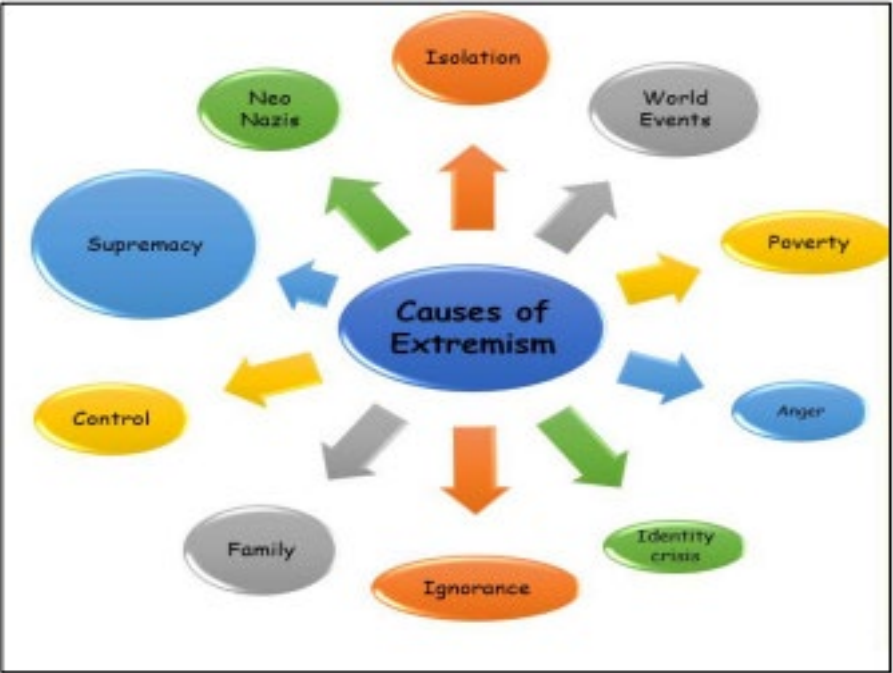 Isolation
Neo
Nazis
World
Events
Supremacy
Poverty
Causes of
Extremism
Control
Anger
Family
Identity
crisis
Ignorance